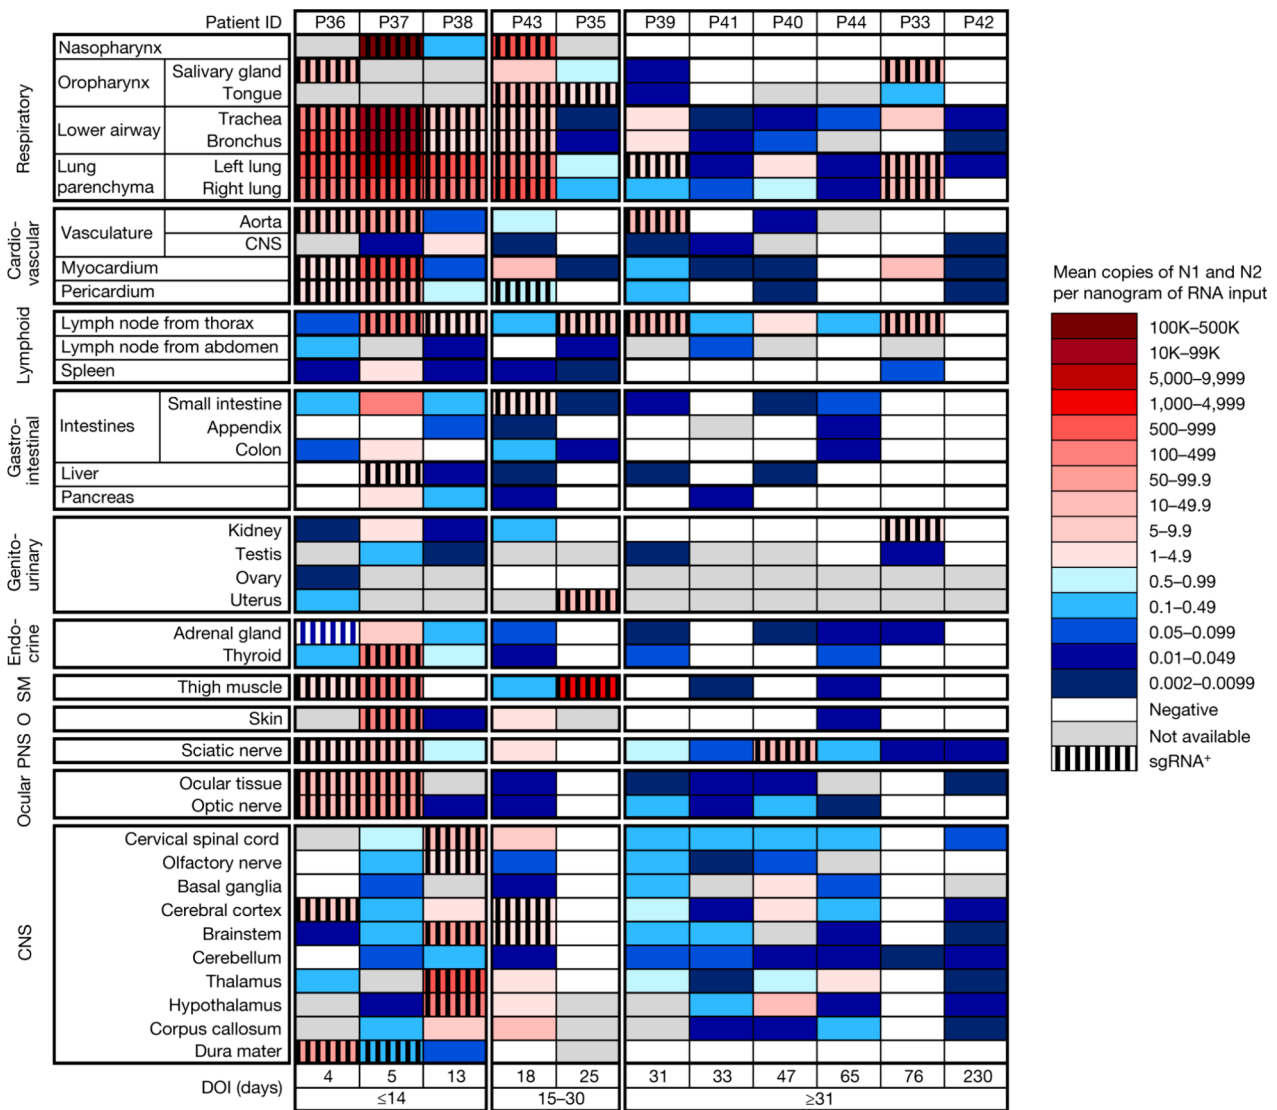 Patient ID P36 P37 P38 P43 P35 P39 P41 P40 P44 P33 P42
Respiratory
Nasopharynx
Oropharynx
Salivary gland
Tongue
Lower airway
Trachea
Bronchus
Lung
parenchyma
Left lung
Right lung
Cardio-
vascular
Vasculature
Aorta
CNS
Myocardium
Pericardium
Lymphoid
Lymph node from thorax
Lymph node from abdomen
Spleen
Gastro-
intestinal
Intestines
Small intestine
Appendix
Colon
Liver
Pancreas
Genito-
urinary
Kidney
Testis
Ovary
Uterus
Endo-
crine
Adrenal gland
Thyroid
SM
Thigh muscle
O
Skin
PNS
Sciatic nerve
Ocular
Ocular tissue
Optic nerve
CNS
Cervical spinal cord
Olfactory nerve
Basal ganglia
Cerebral cortex
Brainstem
Cerebellum
Thalamus
Hypothalamus
Corpus callosum
Dura mater
DOI (days) 4 5 13 18 25 31 33 47 65 76 230
≤14 15–30 ≥31
Mean copies of N1 and N2
per nanogram of RNA input
100K–500K
10K–99K
5,000–9,999
1,000–4,999
500–999
100–499
50–99.9
10–49.9
5–9.9
1–4.9
0.5–0.99
0.1–0.49
0.05–0.099
0.01–0.049
0.002–0.0099
Negative
Not available
sgRNA⁺